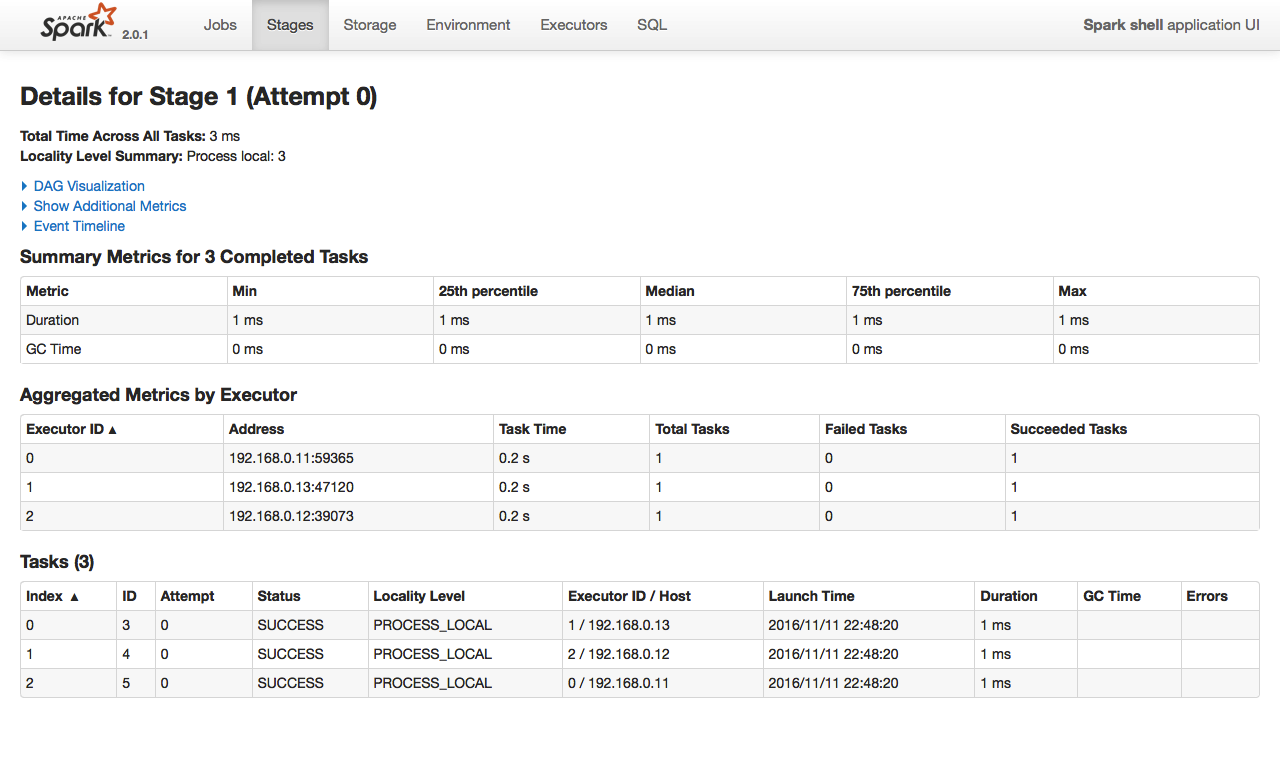 APACHE Spark 2.0.1 Jobs Stages Storage Environment Executors SQL Spark shell application UI
Details for Stage 1 (Attempt 0)
Total Time Across All Tasks: 3 ms
Locality Level Summary: Process local: 3
DAG Visualization
Show Additional Metrics
Event Timeline
Summary Metrics for 3 Completed Tasks
Metric Min 25th percentile Median 75th percentile Max
Duration 1 ms 1 ms 1 ms 1 ms 1 ms
GC Time 0 ms 0 ms 0 ms 0 ms 0 ms
Aggregated Metrics by Executor
Executor ID ▲ Address Task Time Total Tasks Failed Tasks Succeeded Tasks
0 192.168.0.11:59365 0.2 s 1 0 1
1 192.168.0.13:47120 0.2 s 1 0 1
2 192.168.0.12:39073 0.2 s 1 0 1
Tasks (3)
Index ▲ ID Attempt Status Locality Level Executor ID / Host Launch Time Duration GC Time Errors
0 3 0 SUCCESS PROCESS_LOCAL 1 / 192.168.0.13 2016/11/11 22:48:20 1 ms
1 4 0 SUCCESS PROCESS_LOCAL 2 / 192.168.0.12 2016/11/11 22:48:20 1 ms
2 5 0 SUCCESS PROCESS_LOCAL 0 / 192.168.0.11 2016/11/11 22:48:20 1 ms